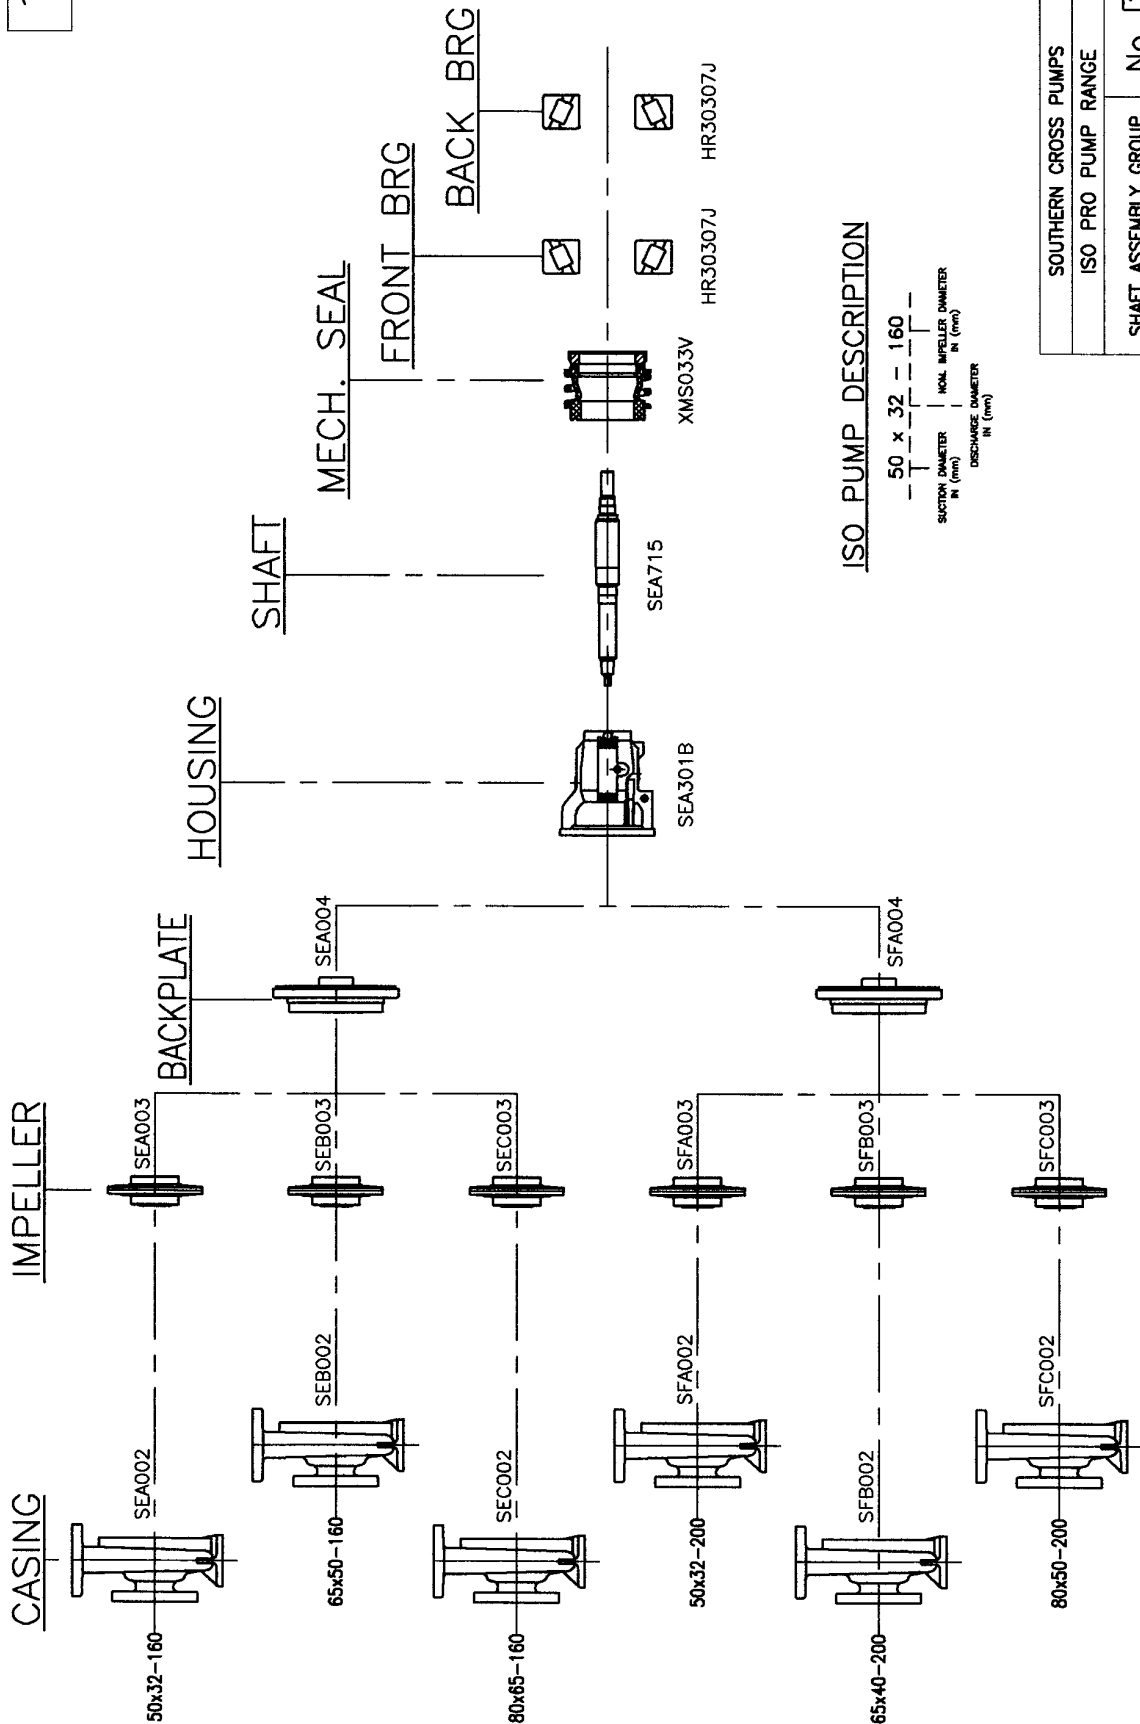 CASING
IMPELLER
BACKPLATE
HOUSING
SHAFT
MECH. SEAL
FRONT BRG
BACK BRG
50x32-160
SEA002
SEA003
65x50-160
SEB002
SEB003
SEA004
80x65-160
SEC002
SEC003
50x32-200
SFA002
SFA003
65x40-200
SFB002
SFB003
SFA004
80x50-200
SFC002
SFC003
SEA301B
SEA715
XMS033V
HR30307J
HR30307J
ISO PUMP DESCRIPTION
50 x 32 - 160
SUCTION DIAMETER
IN (mm)
NOM. IMPELLER DIAMETER
IN (mm)
DISCHARGE DIAMETER
IN (mm)
SOUTHERN CROSS PUMPS
ISO PRO PUMP RANGE
SHAFT ASSEMBLY GROUP
No